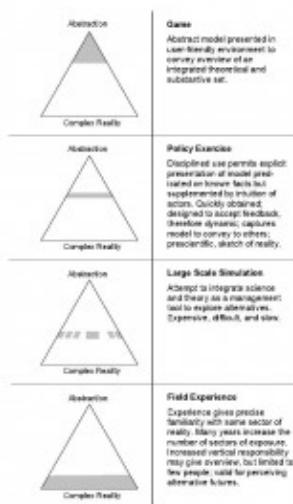 Abstraction
Complex Reality
Game
Abstract model presented in
user-friendly environment to
convey overview of an
integrated theoretical and
substantive set.
Abstraction
Complex Reality
Policy Exercise
Disciplined use permits explicit
presentation of model pred-
icated on known facts but
supplemented by intuition of
actors. Quickly obtained;
designed to accept feedback,
therefore dynamic; captures
model to convey to others;
prescientific, sketch of reality.
Abstraction
Complex Reality
Large Scale Simulation
Attempt to integrate science
and theory as a management
tool to explore alternatives.
Expensive, difficult, and slow.
Abstraction
Complex Reality
Field Experience
Experience gives precise
familiarity with some sector of
reality. Many years increase the
number of sectors of exposure.
Increased vertical responsibility
may give overview, but limited to
few people; valid for perceiving
alternative futures.